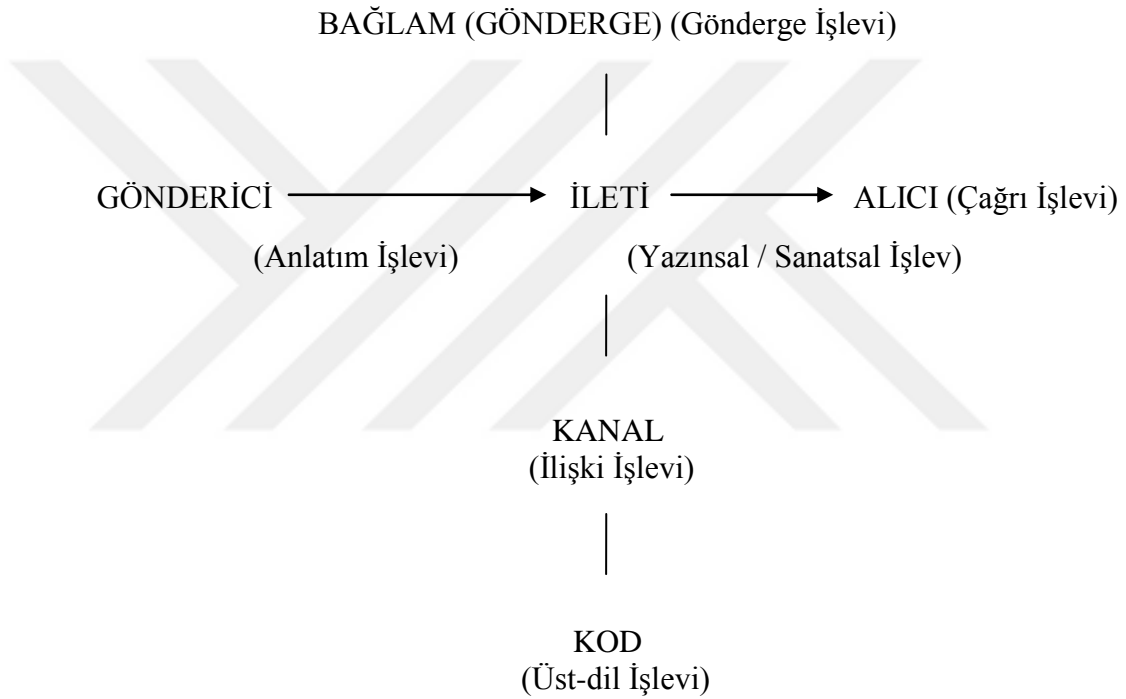 BAĞLAM (GÖNDERGE) (Gönderge İşlevi)
GÖNDERİCİ İLETİ ALICI (Çağrı İşlevi)
(Anlatım İşlevi) (Yazınsal / Sanatsal İşlev)
KANAL
(İlişki İşlevi)
KOD
(Üst-dil İşlevi)